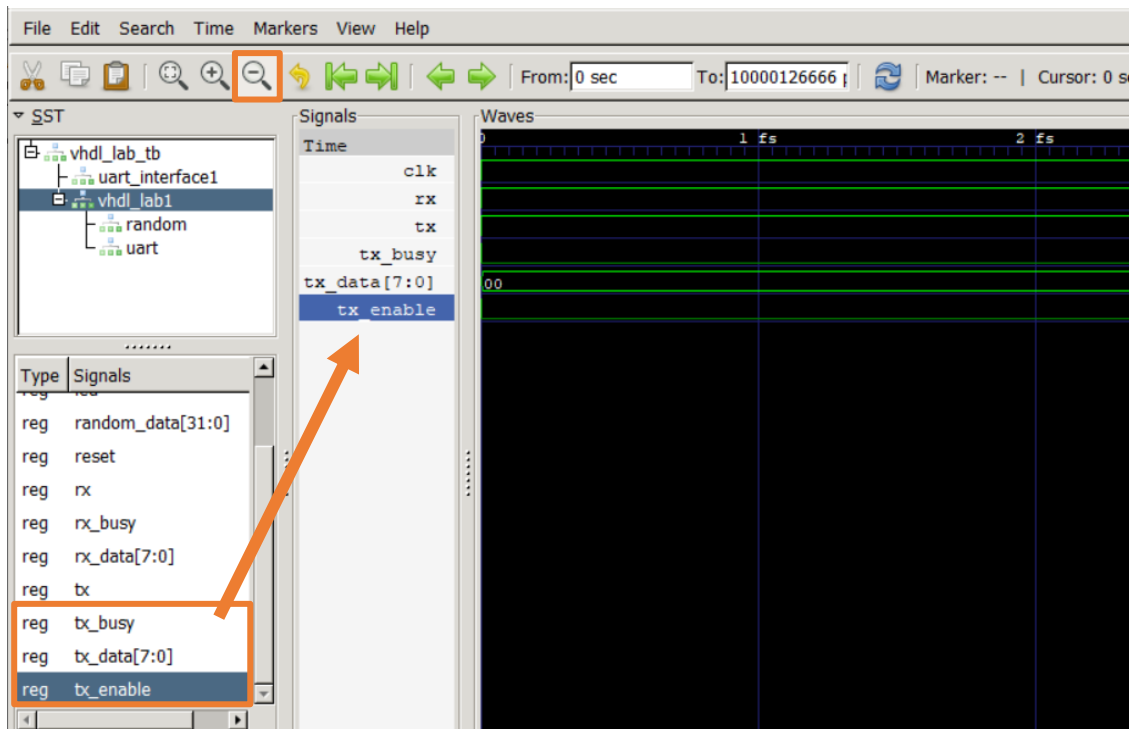 File Edit Search Time Markers View Help
From: 0 sec To: 10000126666 Marker: -- | Cursor: 0 s
SST
vhdl_lab_tb
uart_interface1
vhdl_lab1
random
uart
Signals
Time
clk
rx
tx
tx_busy
tx_data[7:0]
tx_enable
Waves
0 1 fs 2 fs
00
Type Signals
reg random_data[31:0]
reg reset
reg rx
reg rx_busy
reg rx_data[7:0]
reg tx
reg tx_busy
reg tx_data[7:0]
reg tx_enable